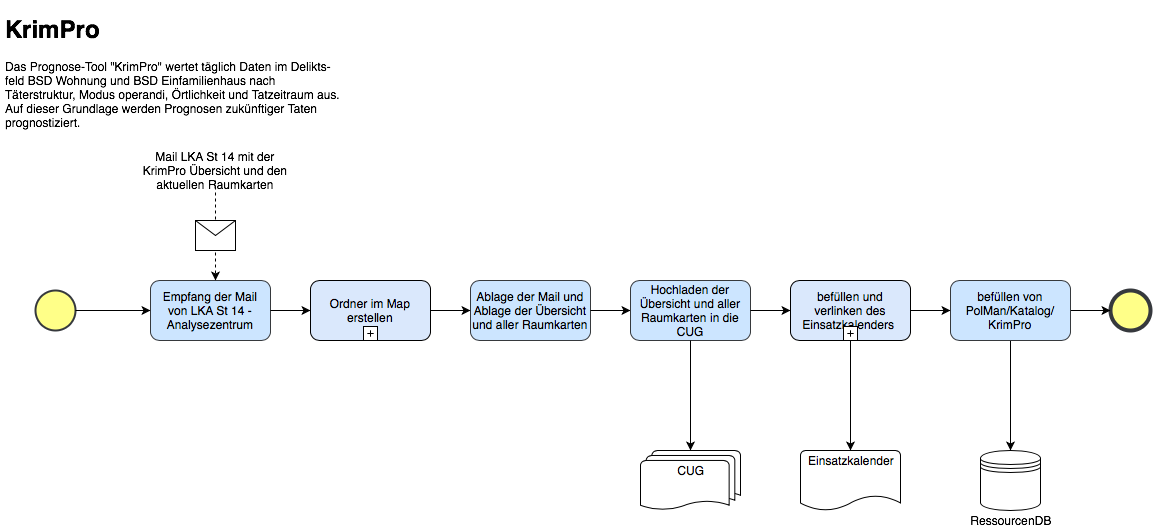 KrimPro
Das Prognose-Tool "KrimPro" wertet täglich Daten im Delikts-
feld BSD Wohnung und BSD Einfamilienhaus nach
Täterstruktur, Modus operandi, Örtlichkeit und Tatzeitraum aus.
Auf dieser Grundlage werden Prognosen zukünftiger Taten
prognostiziert.
Mail LKA St 14 mit der
KrimPro Übersicht und den
aktuellen Raumkarten
Empfang der Mail
von LKA St 14 -
Analysezentrum
Ordner im Map
erstellen
Ablage der Mail und
Ablage der Übersicht
und aller Raumkarten
Hochladen der
Übersicht und aller
Raumkarten in die
CUG
befüllen und
verlinken des
Einsatzkalenders
befüllen von
PolMan/Katalog/
KrimPro
CUG
Einsatzkalender
RessourcenDB